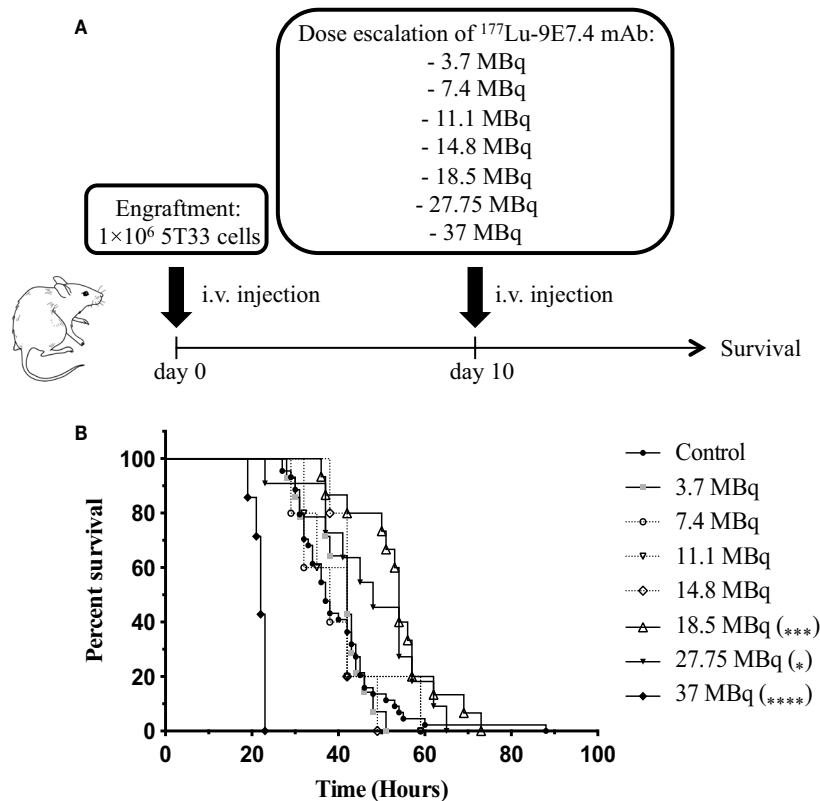 A
Dose escalation of ¹⁷⁷Lu-9E7.4 mAb:
- 3.7 MBq
- 7.4 MBq
- 11.1 MBq
- 14.8 MBq
- 18.5 MBq
- 27.75 MBq
- 37 MBq
Engraftment:
1×10⁶ 5T33 cells
i.v. injection
i.v. injection
Survival
day 0
day 10
B
Percent survival
100
80
60
40
20
0
0 20 40 60 80 100
Time (Hours)
Control
3.7 MBq
7.4 MBq
11.1 MBq
14.8 MBq
18.5 MBq (***)
27.75 MBq (*)
37 MBq (****)